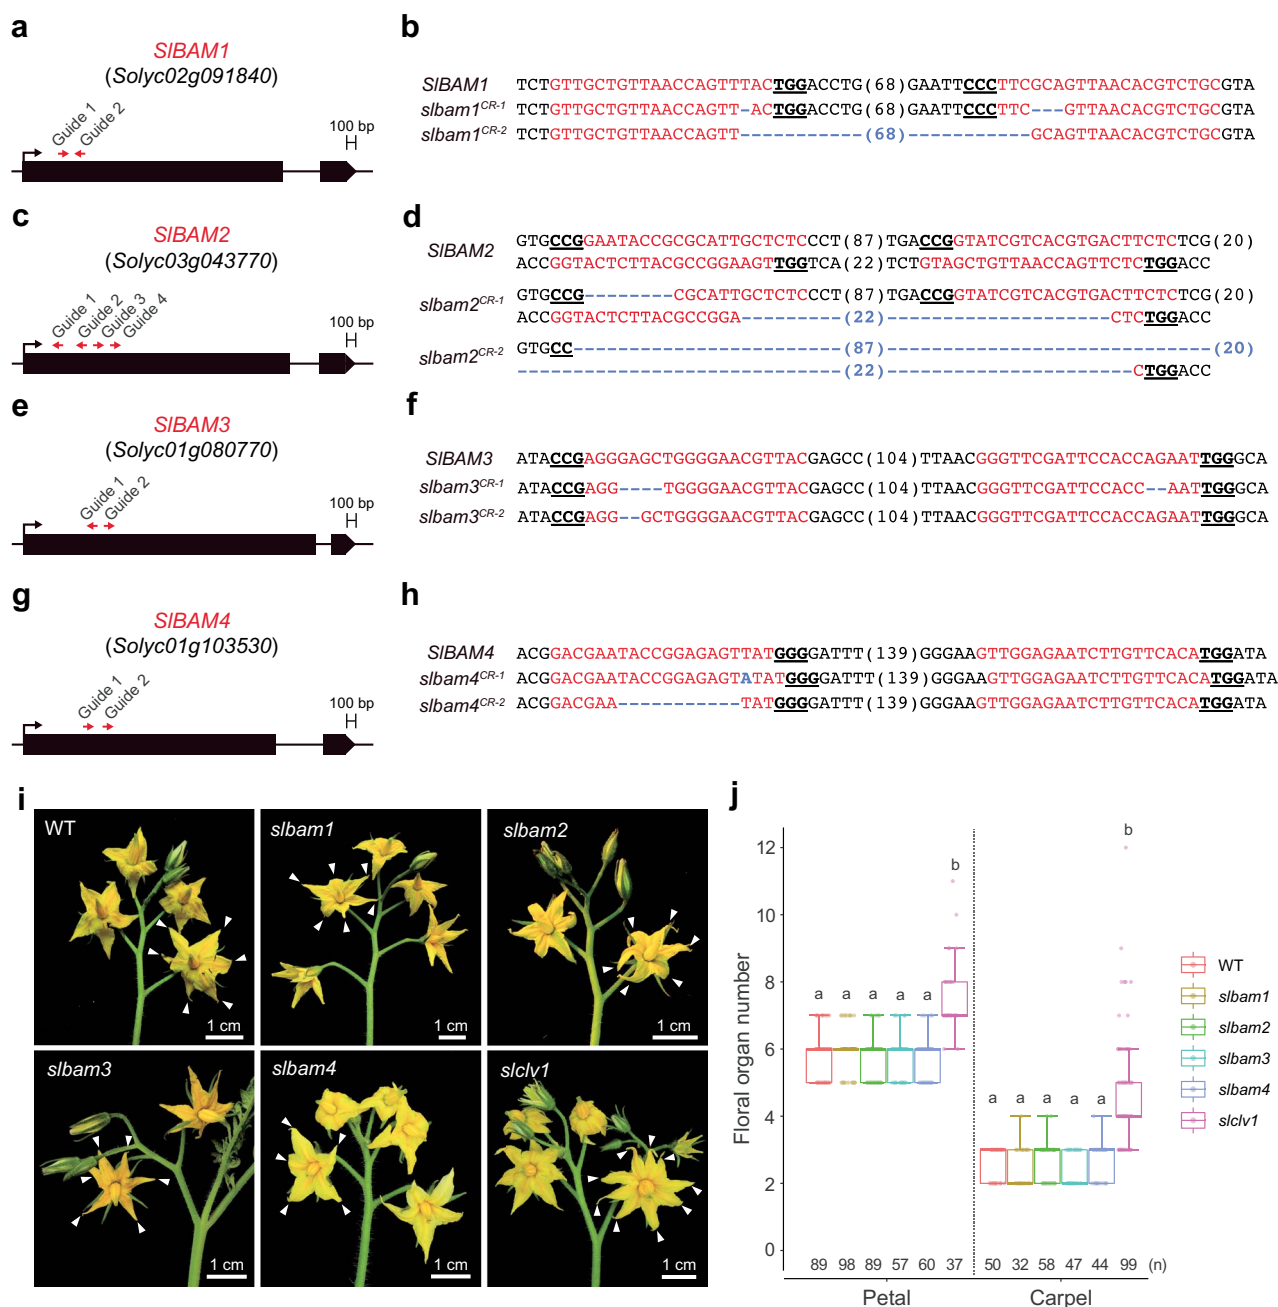 a
SlBAM1
(Solyc02g091840)
Guide 1
Guide 2
100 bp
b
SlBAM1 TCTGTTGCTGTTAACCAGTTTACTGGACCTG(68)GAATTCCCTTCGCAGTTAACACGTCTGCGTA
slbam1CR-1 TCTGTTGCTGTTAACCAGTT-ACTGGACCTG(68)GAATTCCCTTC---GTTAACACGTCTGCGTA
slbam1CR-2 TCTGTTGCTGTTAACCAGTT-----------(68)-------------GCAGTTAACACGTCTGCGTA
c
SlBAM2
(Solyc03g043770)
Guide 1
Guide 2
Guide 3
Guide 4
100 bp
d
SlBAM2
GTGCCGGAATACCGCGCATTGCTCTCCCT(87)TGACCGGTATCGTCACGTGACTTCTCTCG(20)
ACCGGTACTCTTACGCCGGAAGTTGGTCA(22)TCTGTAGCTGTTAACCAGTTCTCTGGACC
slbam2CR-1
GTGCCG--------CGCATTGCTCTCCCT(87)TGACCGGTATCGTCACGTGACTTCTCTCG(20)
ACCGGTACTCTTACGCCGGA---------(22)--------------------CTCTGGACC
slbam2CR-2
GTGCC------------------------(87)-----------------------------(20)
-----------------------------(22)----------------------CTGGACC
e
SlBAM3
(Solyc01g080770)
Guide 1
Guide 2
100 bp
f
SlBAM3 ATACCGAGGGAGCTGGGGAACGTTACGAGCC(104)TTAACGGGTTCGATTCCACCAGAATTGGGCA
slbam3CR-1 ATACCGAGG----TGGGGAACGTTACGAGCC(104)TTAACGGGTTCGATTCCACC--AATTGGGCA
slbam3CR-2 ATACCGAGG--GCTGGGGAACGTTACGAGCC(104)TTAACGGGTTCGATTCCACCAGAATTGGGCA
g
SlBAM4
(Solyc01g103530)
Guide 1
Guide 2
100 bp
h
SlBAM4 ACGGACGAATACCGGAGAGTTATGGGGATTT(139)GGGAAGTTGGAGAATCTTGTTCACATGGATA
slbam4CR-1 ACGGACGAATACCGGAGAGTATATGGGGATTT(139)GGGAAGTTGGAGAATCTTGTTCACATGGATA
slbam4CR-2 ACGGACGAA-----------TATGGGGATTT(139)GGGAAGTTGGAGAATCTTGTTCACATGGATA
i
WT
1 cm
slbam1
1 cm
slbam2
1 cm
slbam3
1 cm
slbam4
1 cm
slclv1
1 cm
j
Floral organ number
12
10
8
6
4
2
0
a a a a a b
a a a a a b
89 98 89 57 60 37 50 32 58 47 44 99 (n)
Petal Carpel
WT
slbam1
slbam2
slbam3
slbam4
slclv1